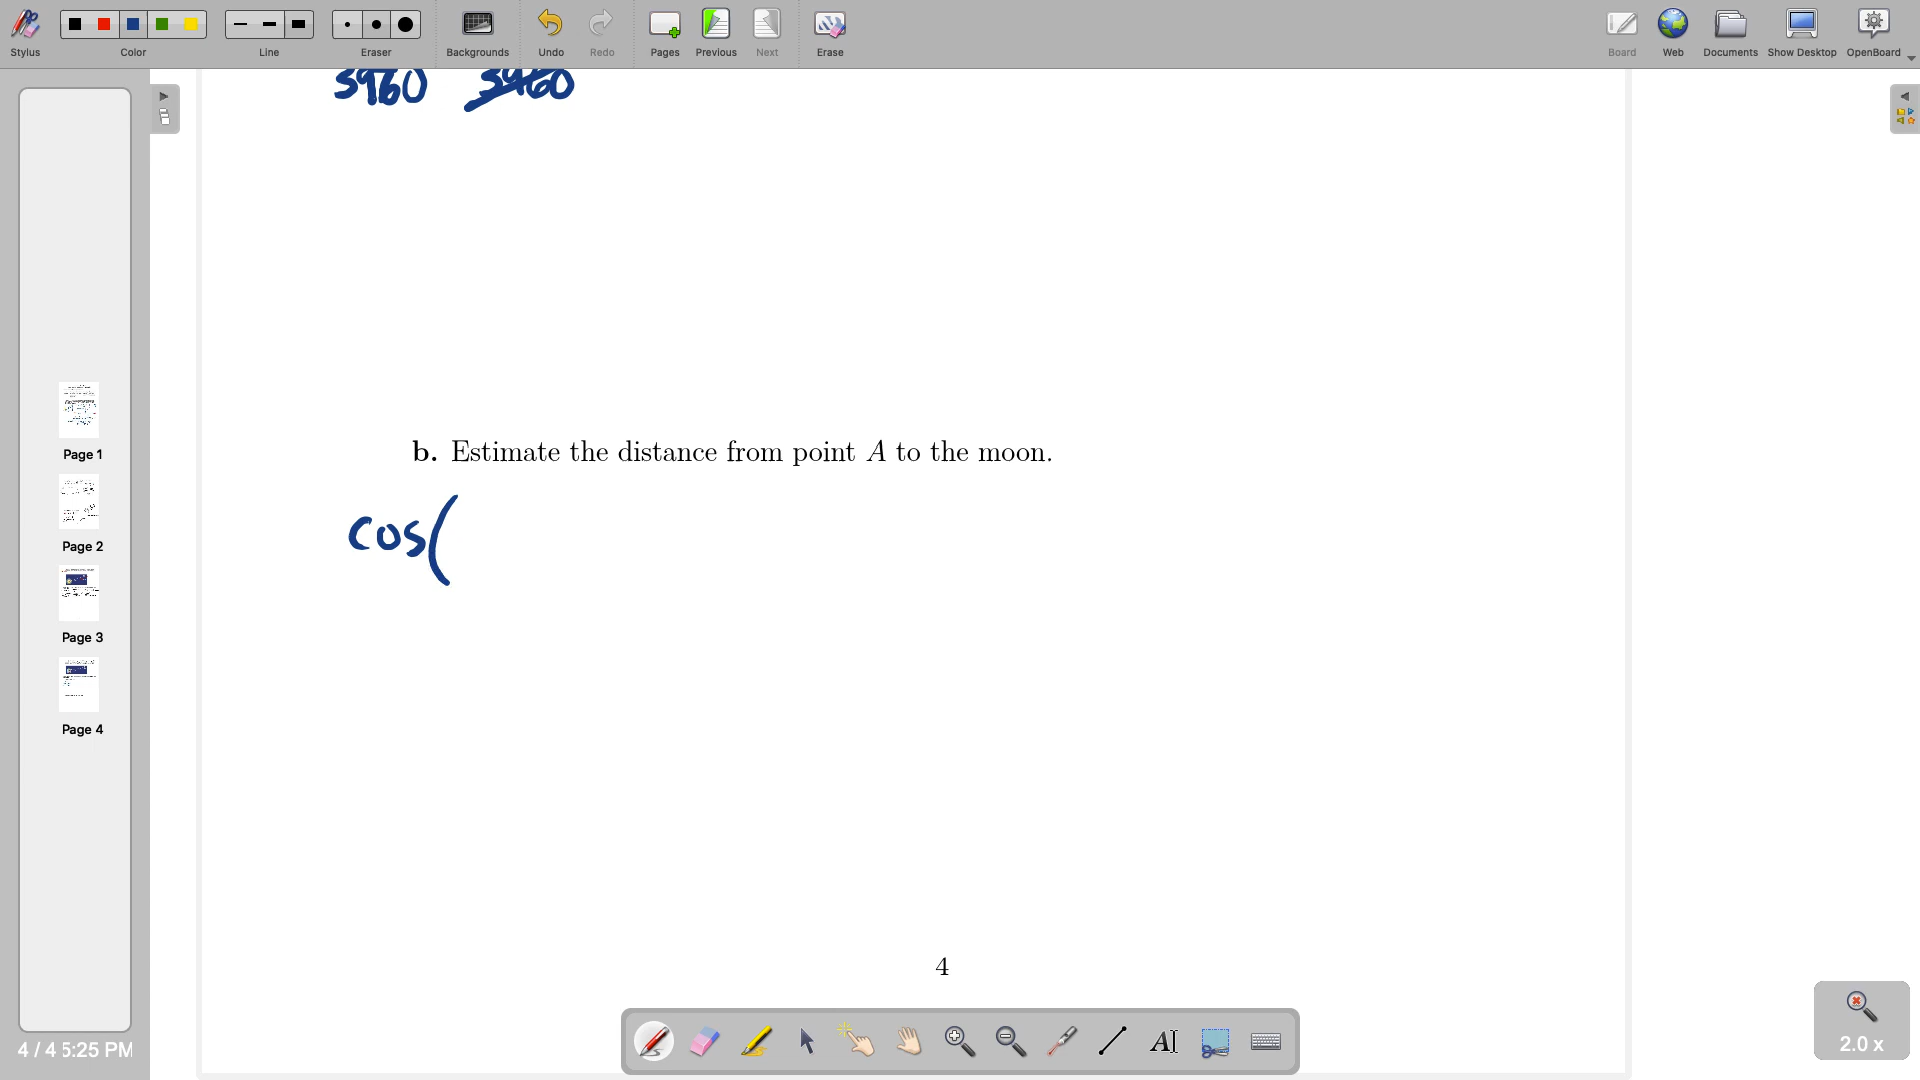 Stylus Color Line Eraser Backgrounds Undo Redo Pages Previous Next Erase Board Web Documents Show Desktop OpenBoard
3960 3960
b. Estimate the distance from point A to the moon.
cos(
Page 1
Page 2
Page 3
Page 4
4
4 / 4 5:25 PM
2.0 x